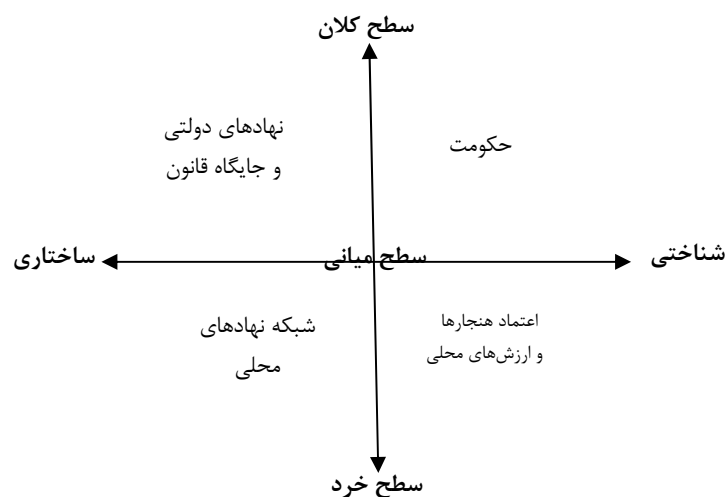 سطح کلان
نهادهای دولتی
و جایگاه قانون
حکومت
شناختی
سطح میانی
ساختاری
اعتماد هنجارها
و ارزش‌های محلی
شبکه نهادهای
محلی
سطح خرد